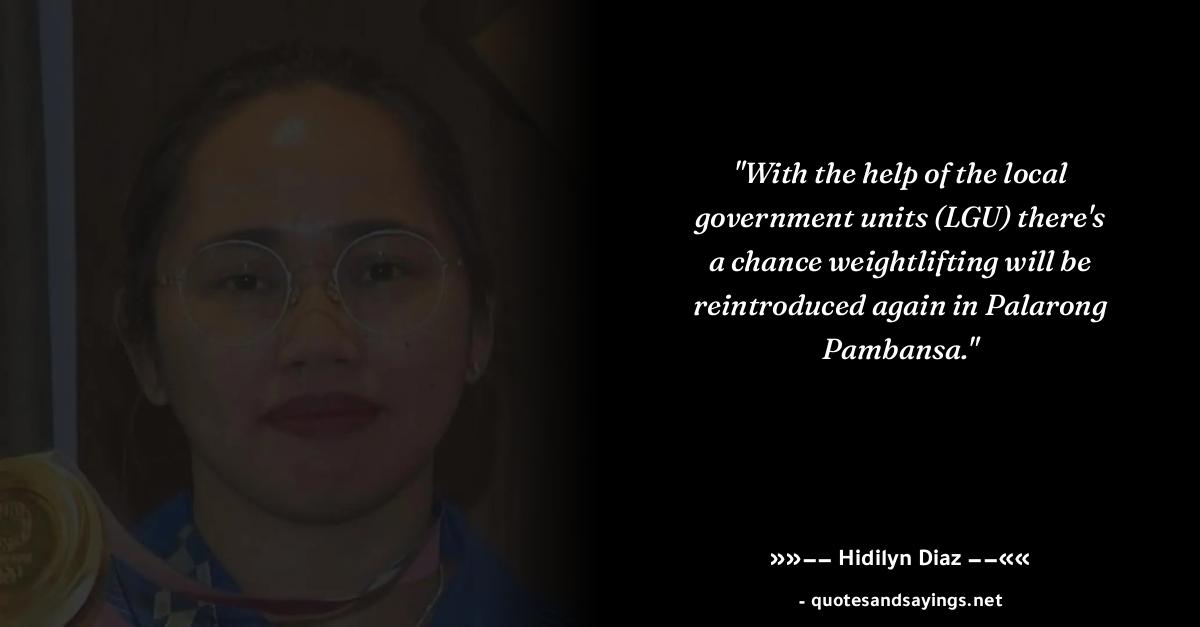 "With the help of the local
government units (LGU) there's
a chance weightlifting will be
reintroduced again in Palarong
Pambansa."
»»–– Hidilyn Diaz ––««
- quotesandsayings.net